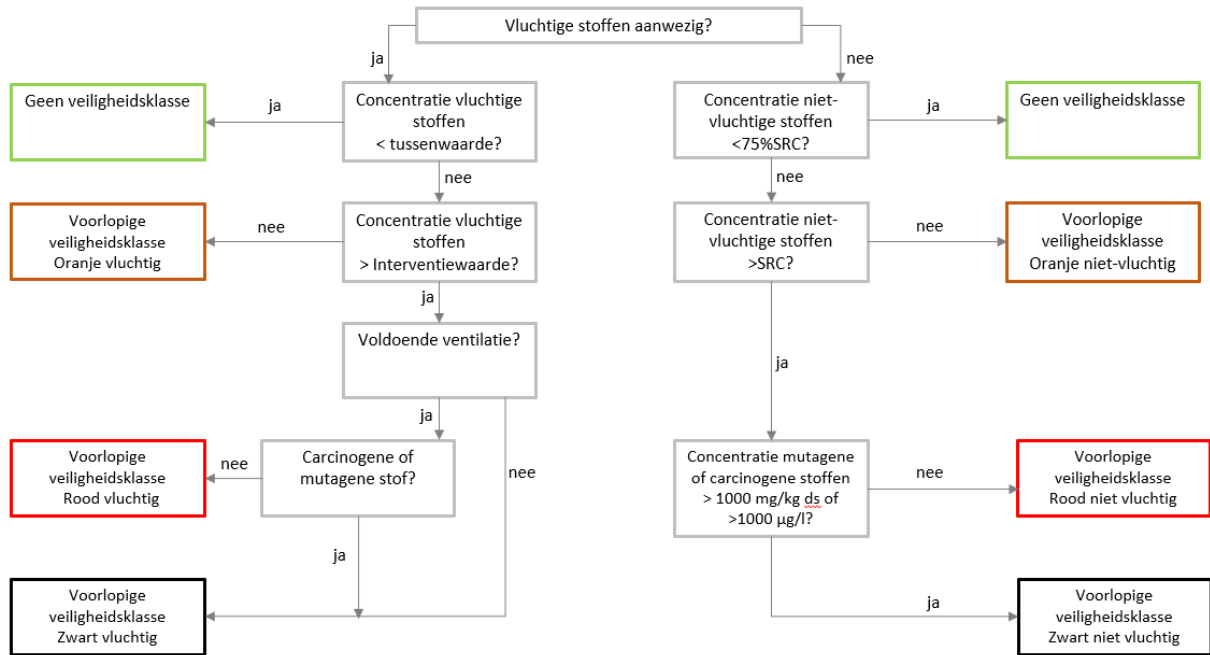 Vluchtige stoffen aanwezig?
ja
nee
Geen veiligheidsklasse
ja
Concentratie vluchtige
stoffen
< tussenwaarde?
Concentratie niet-
vluchtige stoffen
<75%SRC?
ja
Geen veiligheidsklasse
nee
nee
Voorlopige
veiligheidsklasse
Oranje vluchtig
nee
Concentratie vluchtige
stoffen
> Interventiewaarde?
Concentratie niet-
vluchtige stoffen
>SRC?
nee
Voorlopige
veiligheidsklasse
Oranje niet-vluchtig
ja
Voldoende ventilatie?
ja
ja
nee
Voorlopige
veiligheidsklasse
Rood vluchtig
nee
Carcinogene of
mutagene stof?
Concentratie mutagene
of carcinogene stoffen
> 1000 mg/kg ds of
>1000 µg/l?
nee
Voorlopige
veiligheidsklasse
Rood niet vluchtig
ja
Voorlopige
veiligheidsklasse
Zwart vluchtig
ja
Voorlopige
veiligheidsklasse
Zwart niet vluchtig